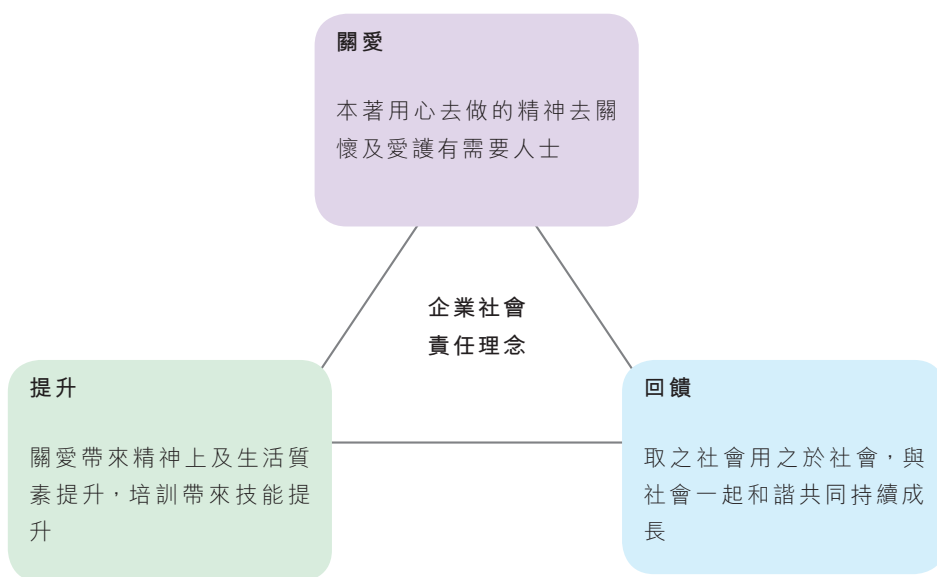 關愛
本著用心去做的精神去關
懷及愛護有需要人士
企業社會
責任理念
提升
關愛帶來精神上及生活質
素提升，培訓帶來技能提
升
回饋
取之社會用之於社會，與
社會一起和諧共同持續成
長